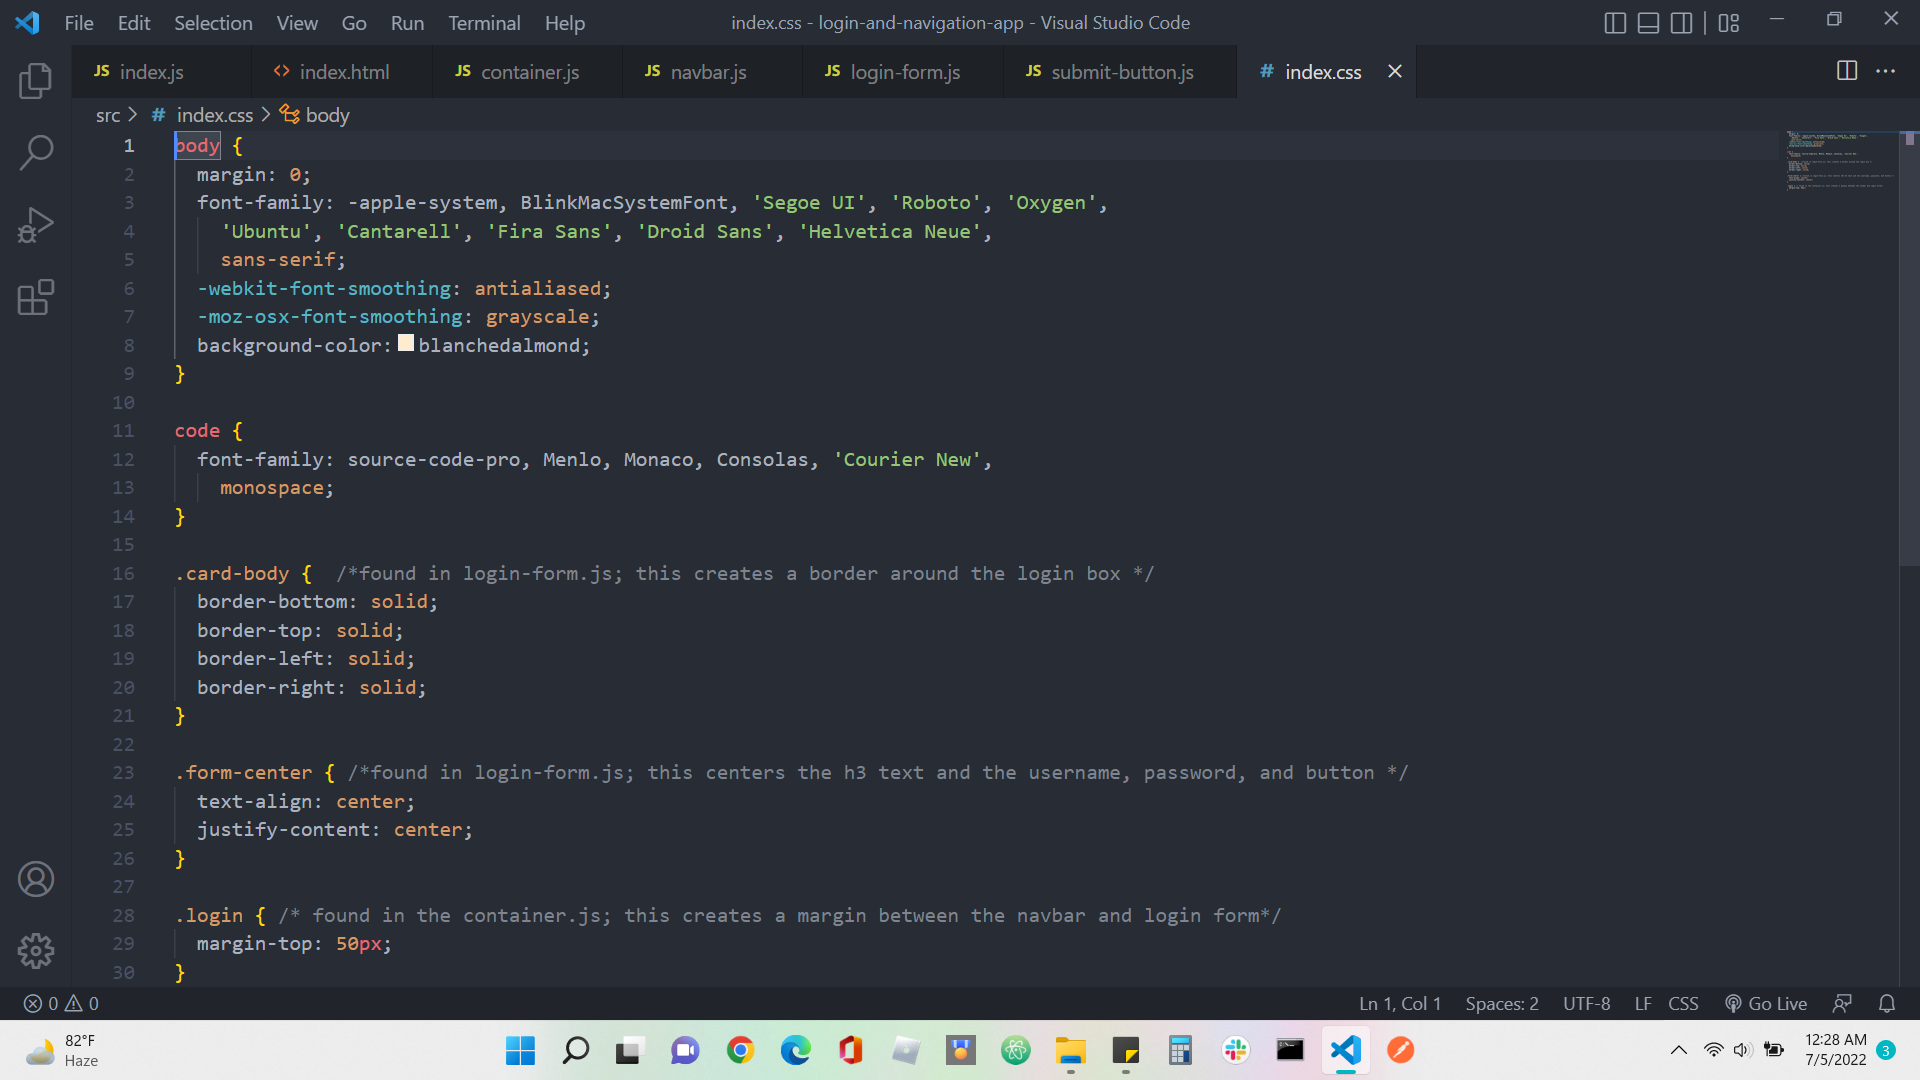 File Edit Selection View Go Run Terminal Help index.css - login-and-navigation-app - Visual Studio Code
JS index.js <> index.html JS container.js JS navbar.js JS login-form.js JS submit-button.js # index.css
src > # index.css > body
1 body {
2 margin: 0;
3 font-family: -apple-system, BlinkMacSystemFont, 'Segoe UI', 'Roboto', 'Oxygen',
4 'Ubuntu', 'Cantarell', 'Fira Sans', 'Droid Sans', 'Helvetica Neue',
5 sans-serif;
6 -webkit-font-smoothing: antialiased;
7 -moz-osx-font-smoothing: grayscale;
8 background-color: blanchedalmond;
9 }
10
11 code {
12 font-family: source-code-pro, Menlo, Monaco, Consolas, 'Courier New',
13 monospace;
14 }
15
16 .card-body {  /*found in login-form.js; this creates a border around the login box */
17 border-bottom: solid;
18 border-top: solid;
19 border-left: solid;
20 border-right: solid;
21 }
22
23 .form-center { /*found in login-form.js; this centers the h3 text and the username, password, and button */
24 text-align: center;
25 justify-content: center;
26 }
27
28 .login { /* found in the container.js; this creates a margin between the navbar and login form*/
29 margin-top: 50px;
30 }
0 0 Ln 1, Col 1 Spaces: 2 UTF-8 LF CSS Go Live
82°F
Haze
12:28 AM
7/5/2022 3